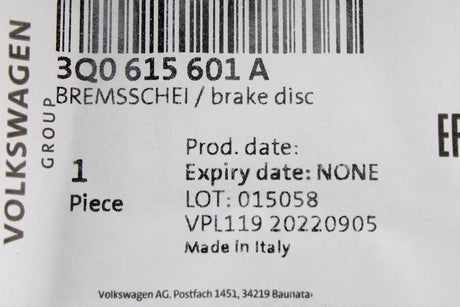 VOLKSWAGEN
GROUP
3Q0 615 601 A
BREMSSCHEI / brake disc
1
Piece
Prod. date:
Expiry date: NONE
LOT: 015058
VPL119 20220905
Made in Italy
Volkswagen AG. Postfach 1451, 34219 Baunata